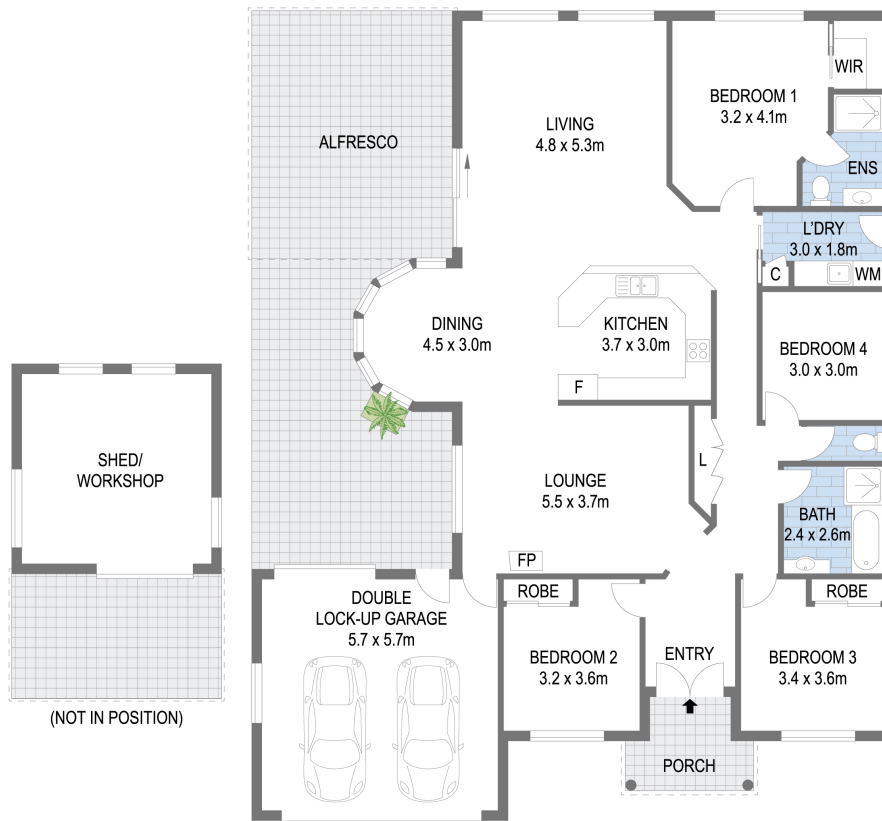 ALFRESCO
LIVING
4.8 x 5.3m
BEDROOM 1
3.2 x 4.1m
WIR
ENS
L'DRY
3.0 x 1.8m
C
WM
DINING
4.5 x 3.0m
KITCHEN
3.7 x 3.0m
F
BEDROOM 4
3.0 x 3.0m
SHED/
WORKSHOP
(NOT IN POSITION)
LOUNGE
5.5 x 3.7m
L
FP
BATH
2.4 x 2.6m
DOUBLE
LOCK-UP GARAGE
5.7 x 5.7m
ROBE
BEDROOM 2
3.2 x 3.6m
ENTRY
ROBE
BEDROOM 3
3.4 x 3.6m
PORCH